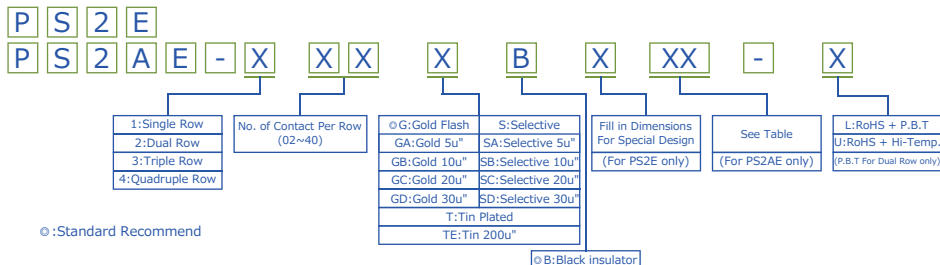 PS2E
PS2AE-X XX X B X XX - X
1:Single Row
2:Dual Row
3:Triple Row
4:Quadruple Row
No. of Contact Per Row
(02~40)
◎G:Gold Flash S:Selective
GA:Gold 5u" SA:Selective 5u"
GB:Gold 10u" SB:Selective 10u"
GC:Gold 20u" SC:Selective 20u"
GD:Gold 30u" SD:Selective 30u"
T:Tin Plated
TE:Tin 200u"
◎B:Black insulator
Fill in Dimensions
For Special Design
(For PS2E only)
See Table
(For PS2AE only)
L:RoHS + P.B.T
U:RoHS + Hi-Temp.
(P.B.T For Dual Row only)
◎:Standard Recommend